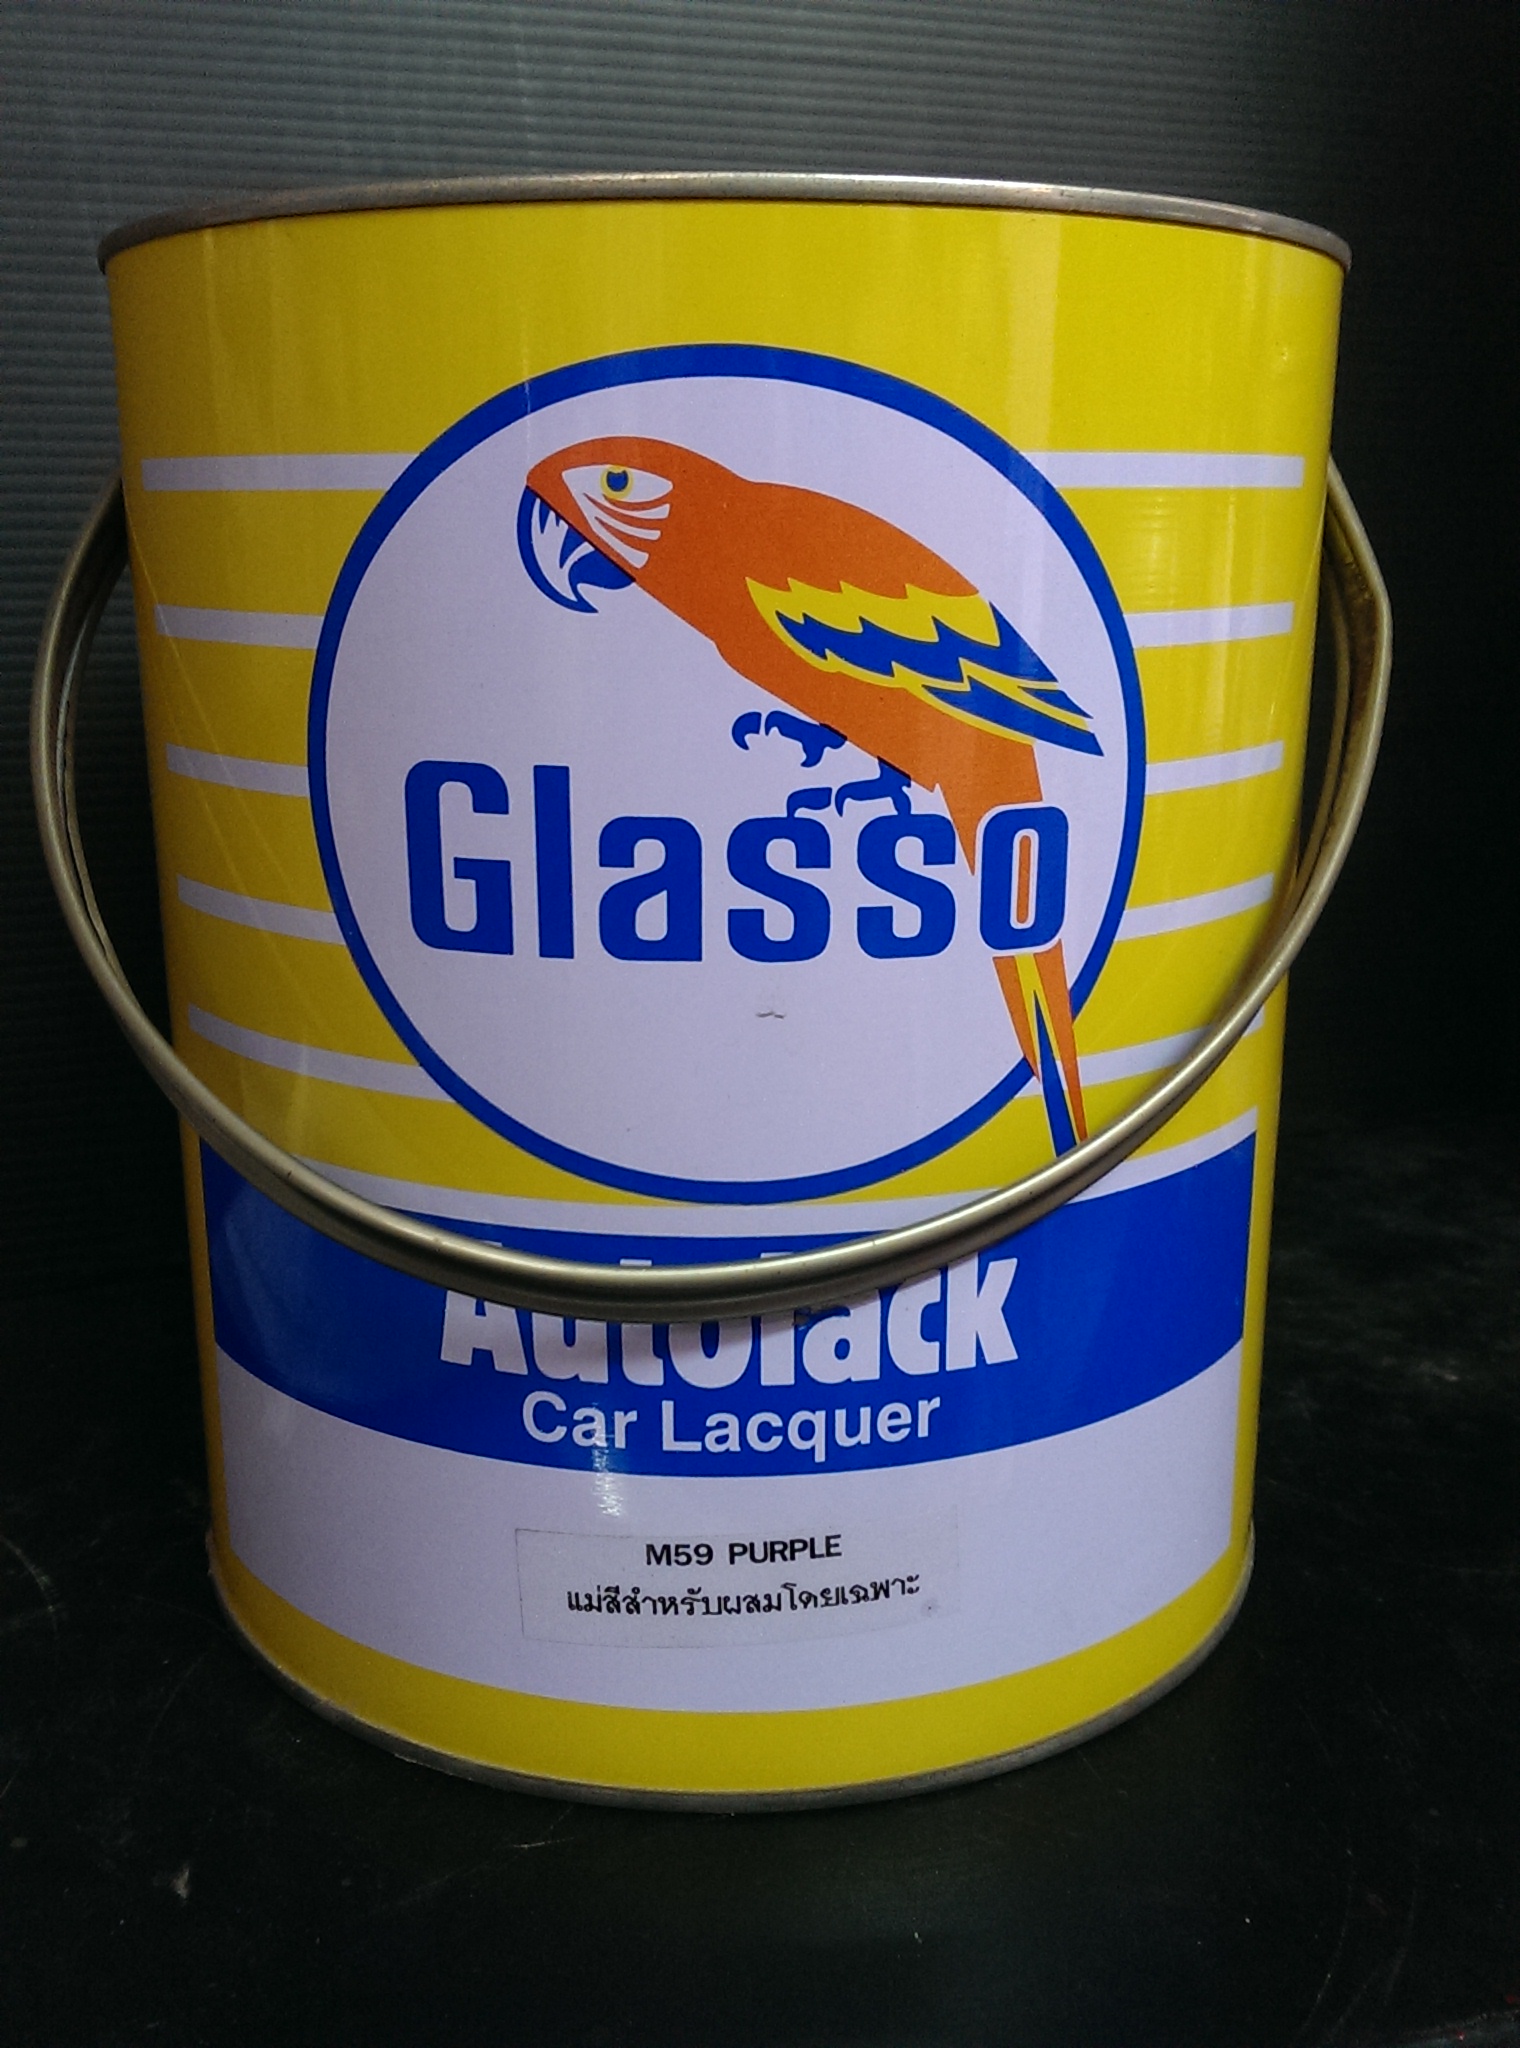 Glasso
Autolack
Car Lacquer
M59 PURPLE
แม่สีสำหรับผสมโดยเฉพาะ